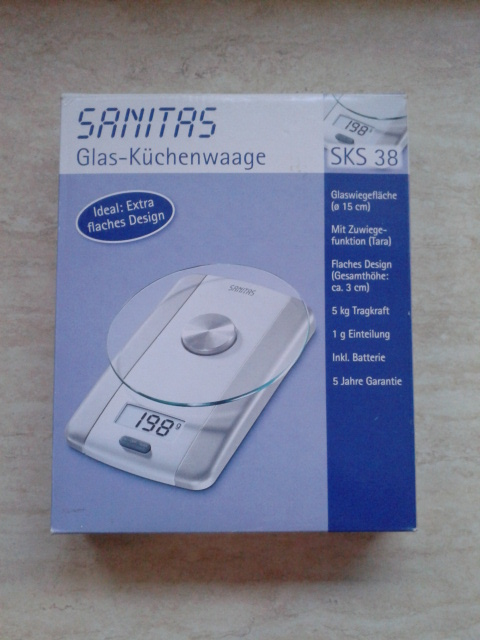 SANITAS
Glas-Küchenwaage
198 g
SKS 38
Ideal: Extra
flaches Design
Glaswiegefläche
(ø 15 cm)
Mit Zuwiege-
funktion (Tara)
Flaches Design
(Gesamthöhe:
ca. 3 cm)
5 kg Tragkraft
1 g Einteilung
Inkl. Batterie
5 Jahre Garantie
SANITAS
198 g